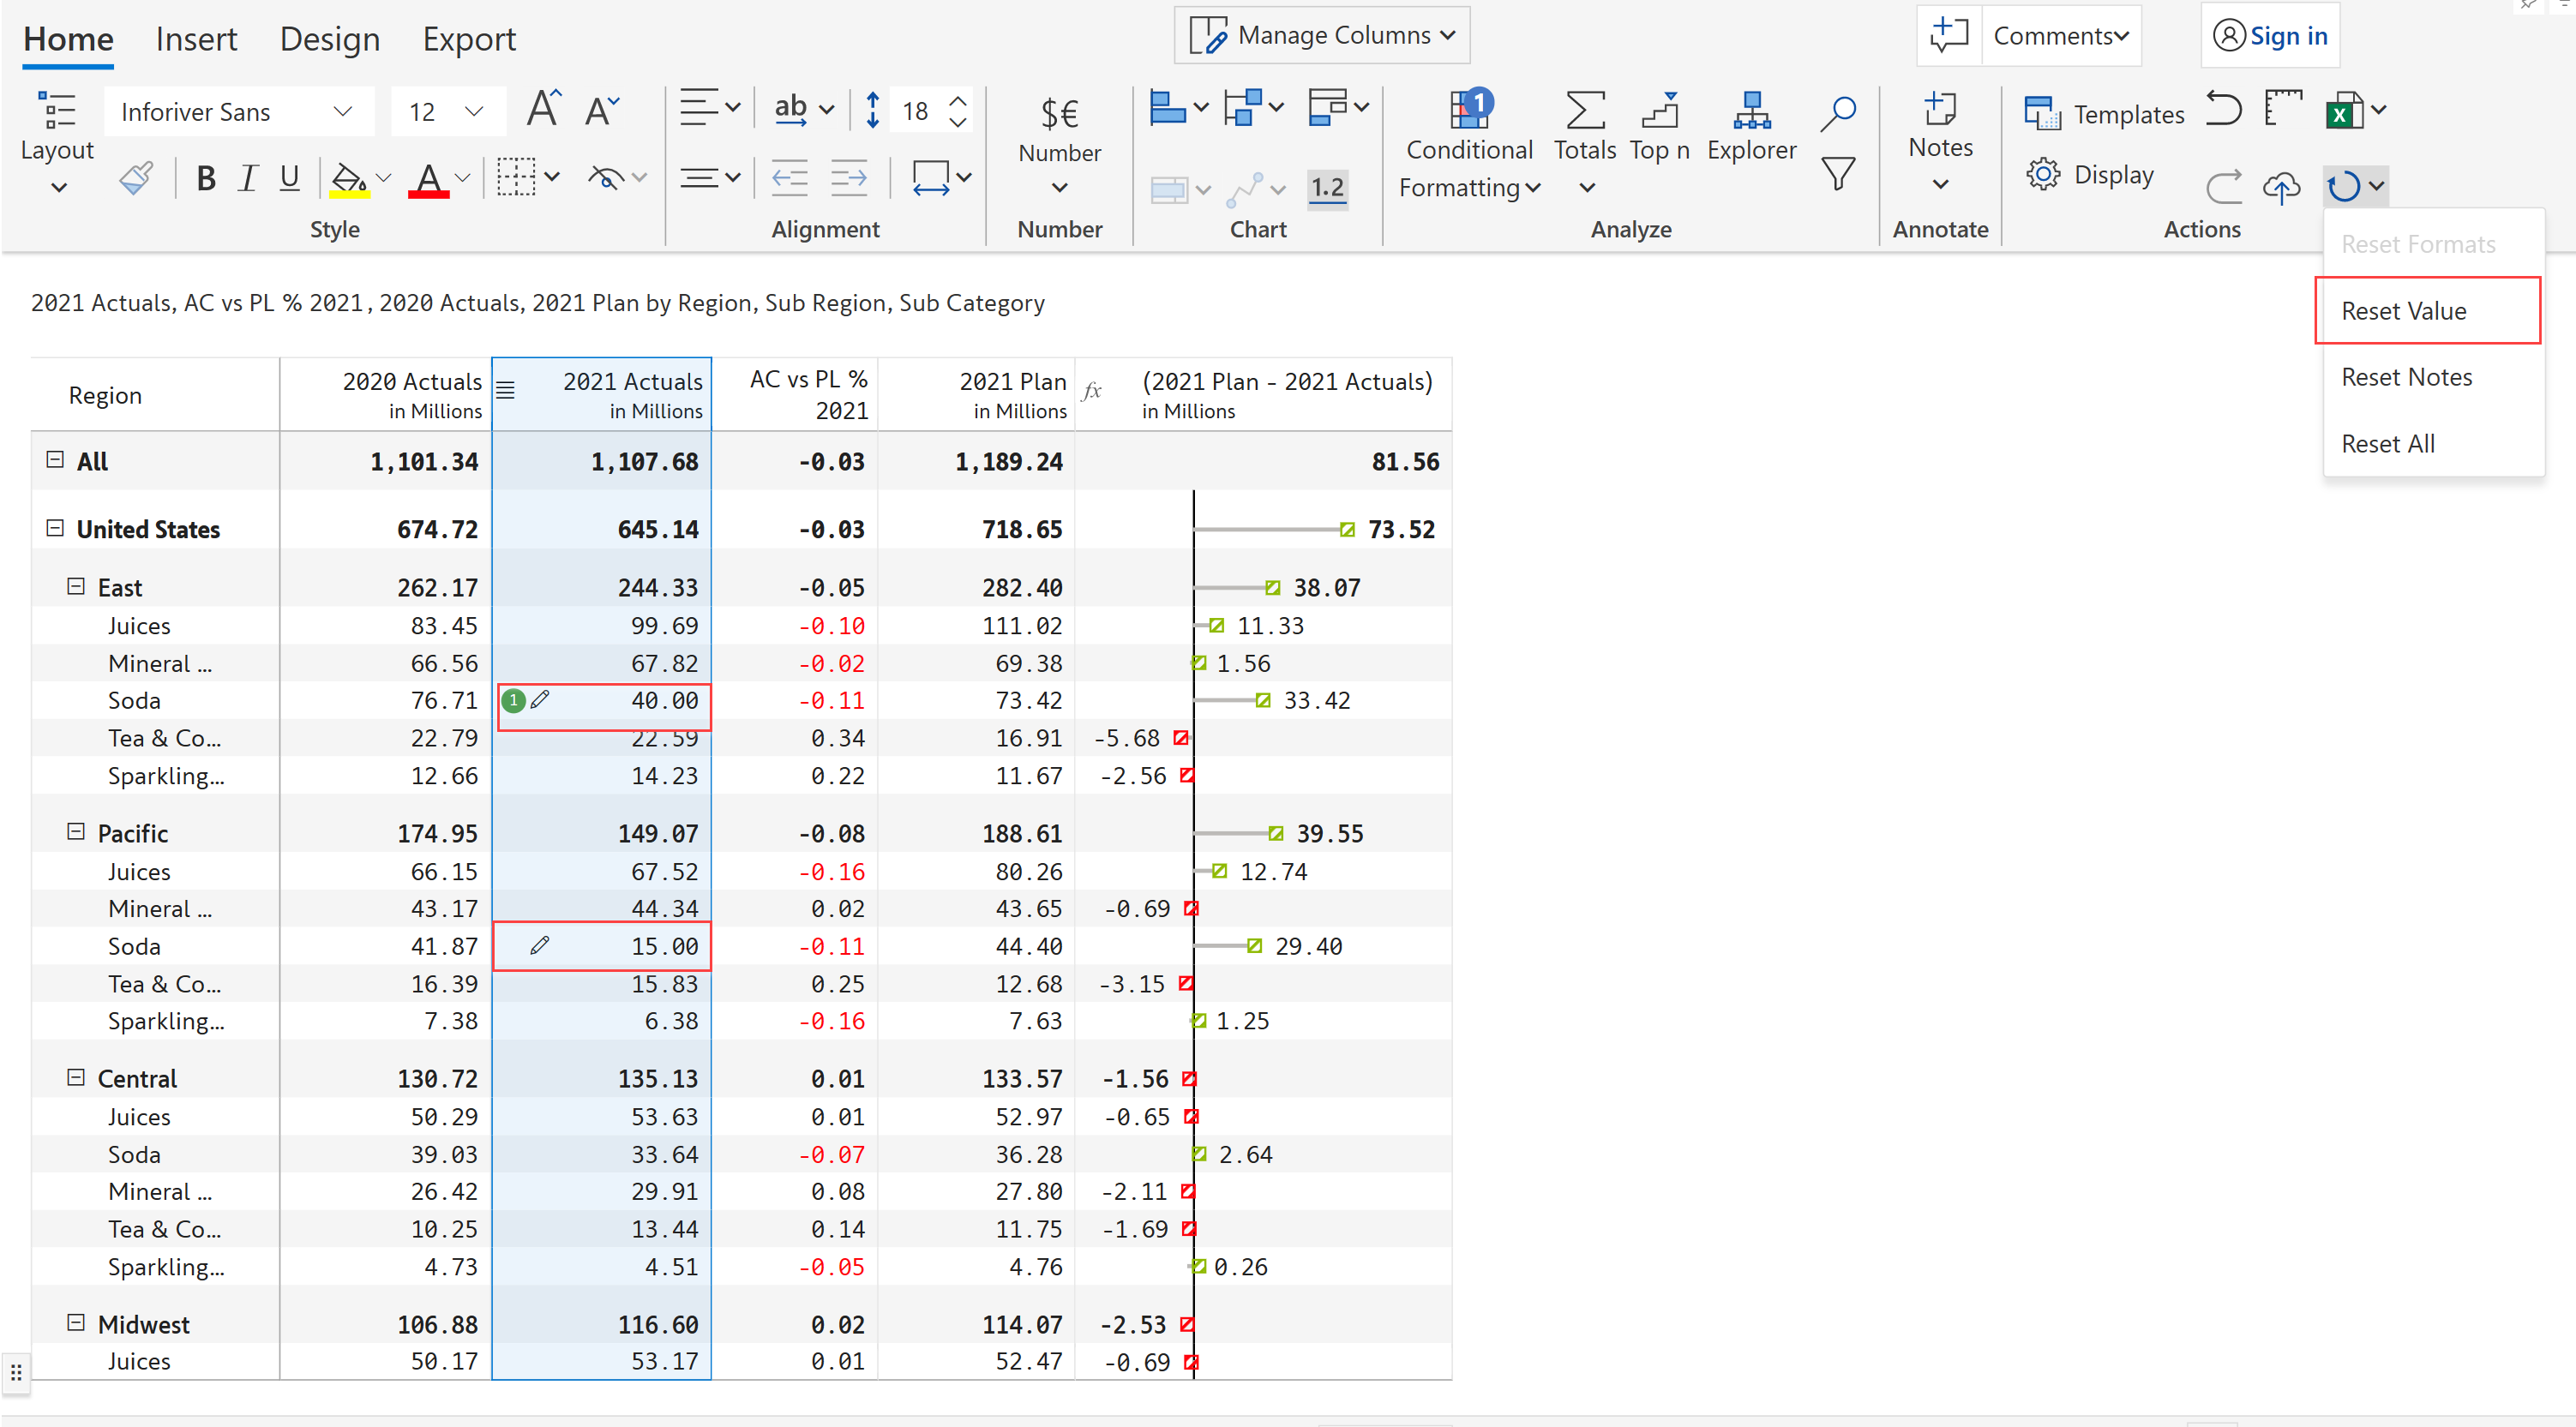 Home Insert Design Export Manage Columns Comments Sign in
Inforiver Sans 12 18
Layout
B I U A
ab
$€
Number
1.2
1
Conditional Formatting
Totals Top n Explorer
Notes
Templates
Display
Style Alignment Number Chart Analyze Annotate Actions
Reset Formats
Reset Value
Reset Notes
Reset All
2021 Actuals, AC vs PL % 2021, 2020 Actuals, 2021 Plan by Region, Sub Region, Sub Category
Region 2020 Actuals in Millions 2021 Actuals in Millions AC vs PL % 2021 2021 Plan in Millions fx (2021 Plan - 2021 Actuals) in Millions
All 1,101.34 1,107.68 -0.03 1,189.24 81.56
United States 674.72 645.14 -0.03 718.65 73.52
East 262.17 244.33 -0.05 282.40 38.07
Juices 83.45 99.69 -0.10 111.02 11.33
Mineral ... 66.56 67.82 -0.02 69.38 1.56
Soda 76.71 1 40.00 -0.11 73.42 33.42
Tea & Co... 22.79 22.59 0.34 16.91 -5.68
Sparkling... 12.66 14.23 0.22 11.67 -2.56
Pacific 174.95 149.07 -0.08 188.61 39.55
Juices 66.15 67.52 -0.16 80.26 12.74
Mineral ... 43.17 44.34 0.02 43.65 -0.69
Soda 41.87 15.00 -0.11 44.40 29.40
Tea & Co... 16.39 15.83 0.25 12.68 -3.15
Sparkling... 7.38 6.38 -0.16 7.63 1.25
Central 130.72 135.13 0.01 133.57 -1.56
Juices 50.29 53.63 0.01 52.97 -0.65
Soda 39.03 33.64 -0.07 36.28 2.64
Mineral ... 26.42 29.91 0.08 27.80 -2.11
Tea & Co... 10.25 13.44 0.14 11.75 -1.69
Sparkling... 4.73 4.51 -0.05 4.76 0.26
Midwest 106.88 116.60 0.02 114.07 -2.53
Juices 50.17 53.17 0.01 52.47 -0.69